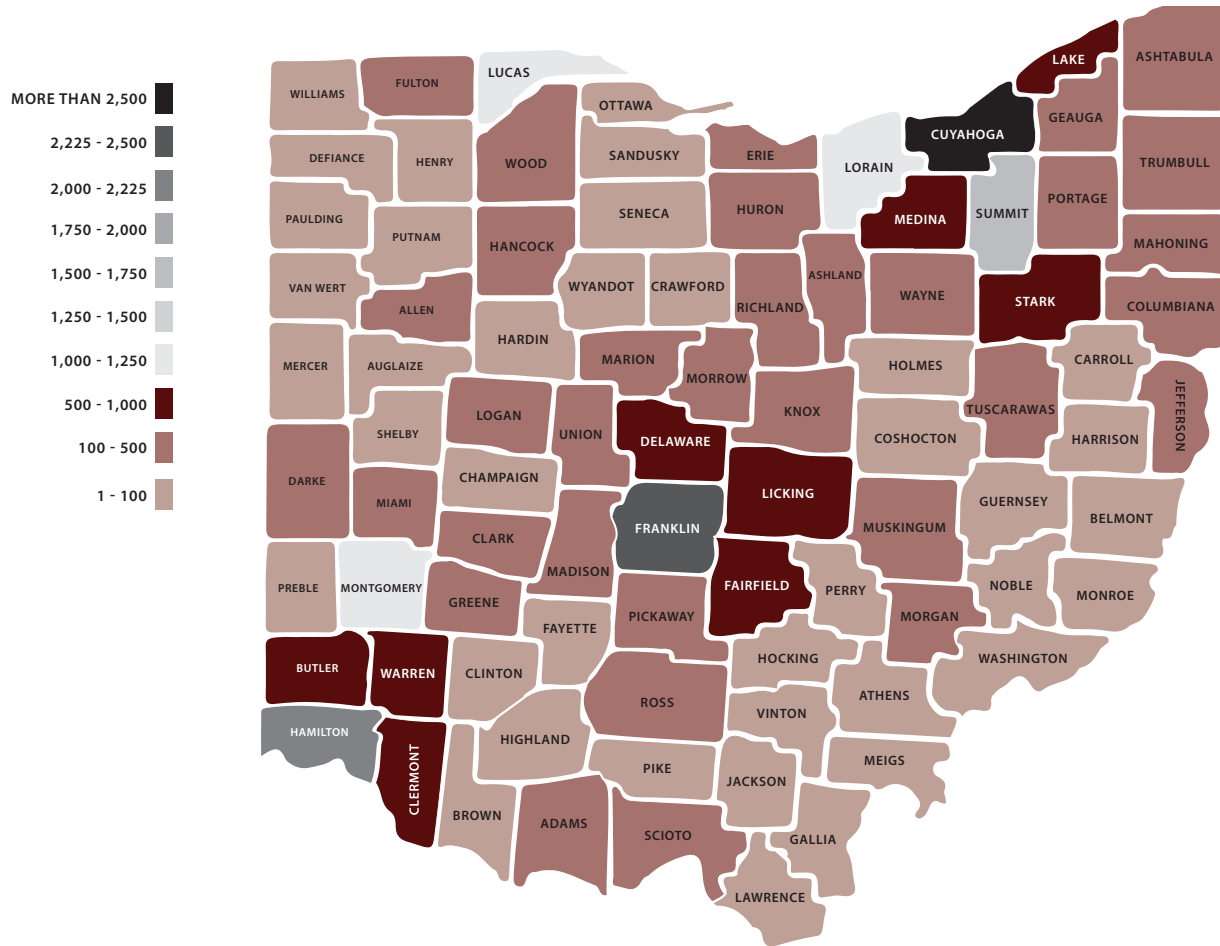 MORE THAN 2,500
2,225 - 2,500
2,000 - 2,225
1,750 - 2,000
1,500 - 1,750
1,250 - 1,500
1,000 - 1,250
500 - 1,000
100 - 500
1 - 100
WILLIAMS
FULTON
LUCAS
OTTAWA
LAKE
ASHTABULA
GEAUGA
CUYAHOGA
DEFIANCE
HENRY
WOOD
SANDUSKY
ERIE
LORAIN
TRUMBULL
PAULDING
PUTNAM
HANCOCK
SENECA
HURON
MEDINA
SUMMIT
PORTAGE
MAHONING
VAN WERT
ALLEN
WYANDOT
CRAWFORD
RICHLAND
ASHLAND
WAYNE
STARK
COLUMBIANA
MERCER
AUGLAIZE
HARDIN
MARION
MORROW
HOLMES
CARROLL
JEFFERSON
SHELBY
LOGAN
UNION
DELAWARE
KNOX
COSHOCTON
TUSCARAWAS
HARRISON
DARKE
MIAMI
CHAMPAIGN
LICKING
GUERNSEY
BELMONT
CLARK
MADISON
FRANKLIN
MUSKINGUM
PREBLE
MONTGOMERY
GREENE
FAIRFIELD
PERRY
NOBLE
MONROE
FAYETTE
PICKAWAY
MORGAN
BUTLER
WARREN
CLINTON
HOCKING
WASHINGTON
ROSS
ATHENS
HAMILTON
CLERMONT
HIGHLAND
VINTON
PIKE
JACKSON
MEIGS
BROWN
ADAMS
SCIOTO
GALLIA
LAWRENCE